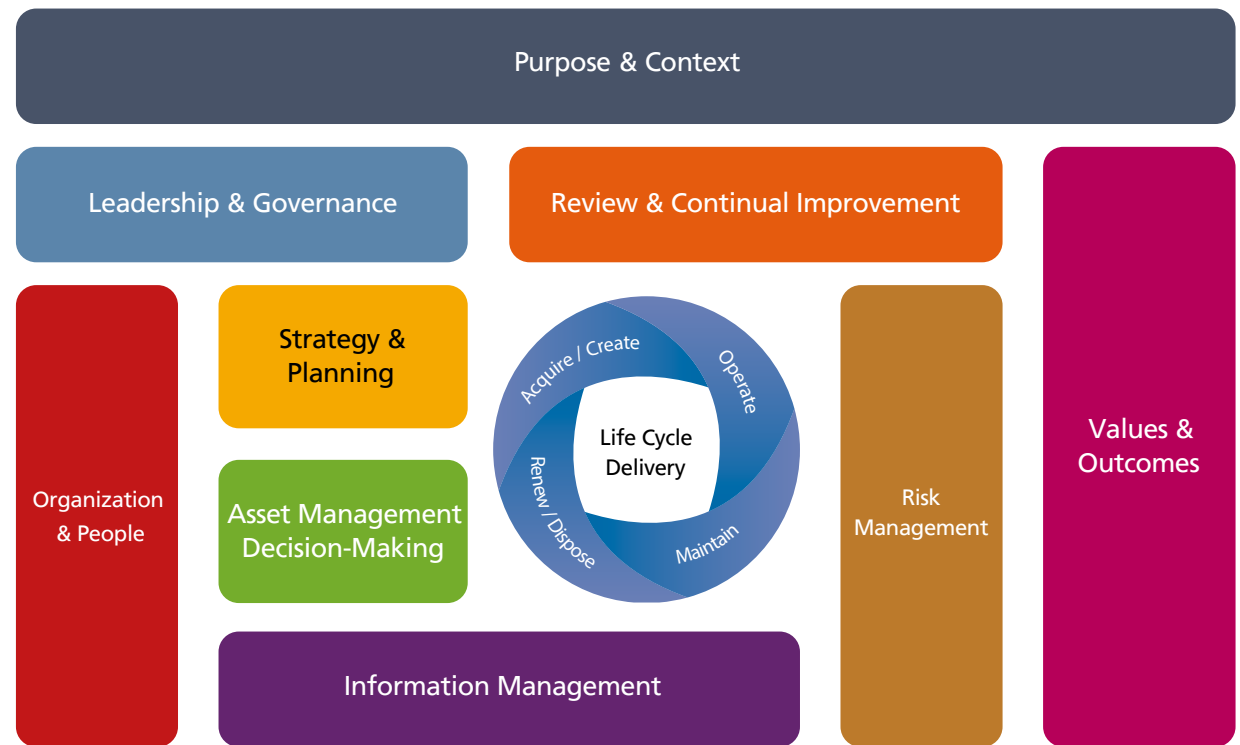 Purpose & Context
Leadership & Governance
Review & Continual Improvement
Values &
Outcomes
Organization
& People
Strategy &
Planning
Asset Management
Decision-Making
Acquire / Create
Operate
Maintain
Renew / Dispose
Life Cycle
Delivery
Risk
Management
Information Management